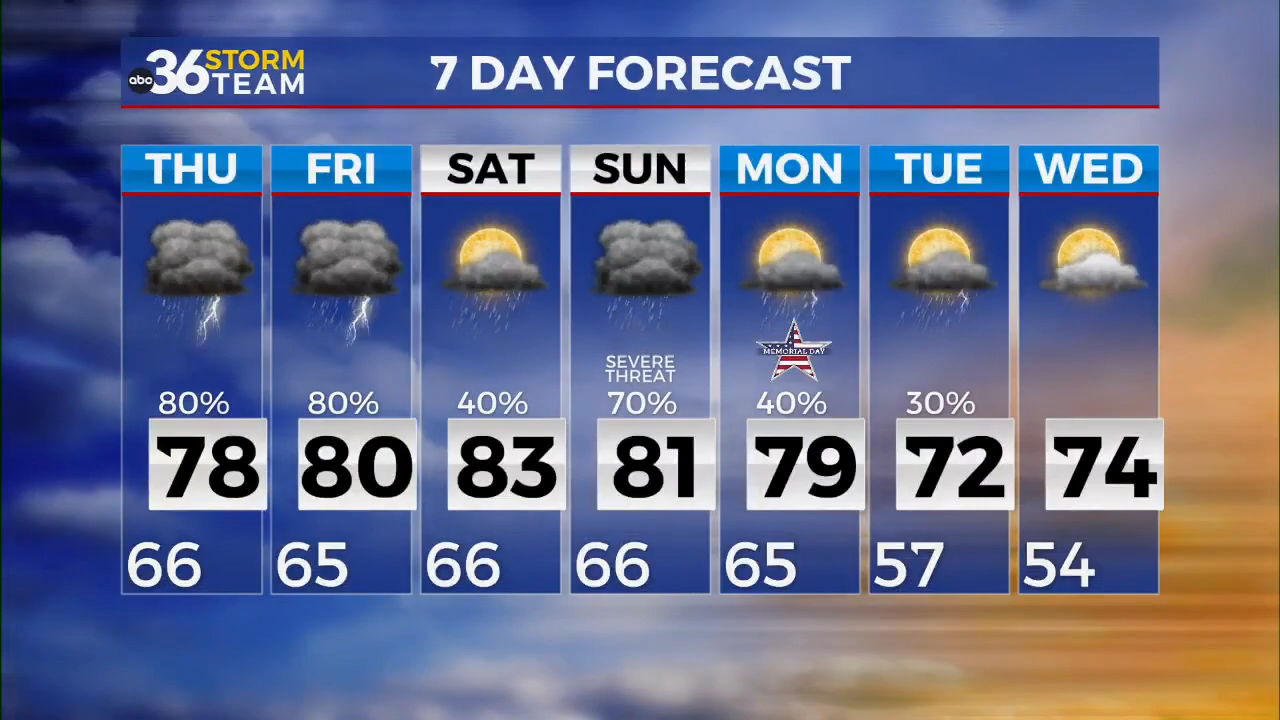 abc 36 STORM TEAM
7 DAY FORECAST
THU FRI SAT SUN MON TUE WED
SEVERE
THREAT
MEMORIAL DAY
80% 80% 40% 70% 40% 30%
78 80 83 81 79 72 74
66 65 66 66 65 57 54